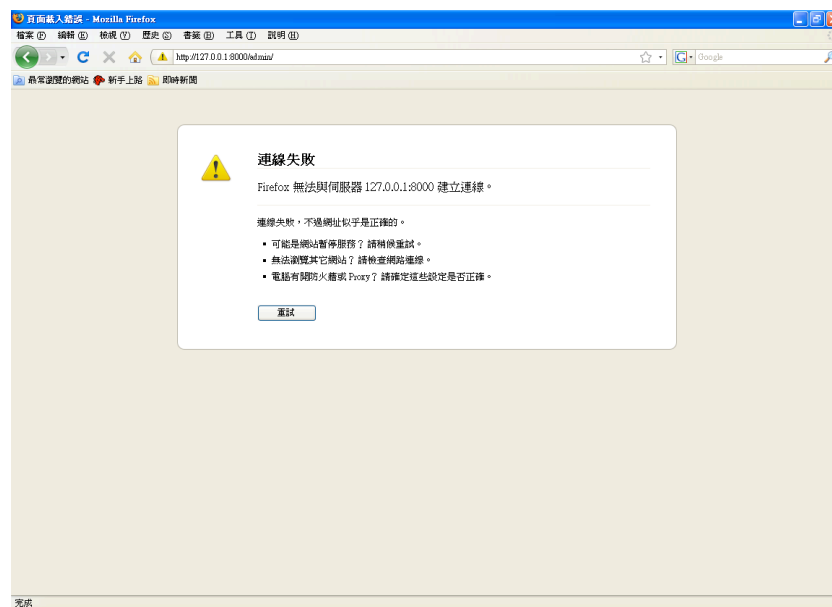 頁面載入錯誤 - Mozilla Firefox
檔案(F) 編輯(E) 檢視(V) 歷史(S) 書籤(B) 工具(T) 說明(H)
http://127.0.0.1:8000/admin/ Google
最常瀏覽的網站 新手上路 即時新聞
連線失敗
Firefox 無法與伺服器 127.0.0.1:8000 建立連線。
連線失敗，不過網址似乎是正確的。
▪ 可能是網站暫停服務？請稍候重試。
▪ 無法瀏覽其它網站？請檢查網路連線。
▪ 電腦有開防火牆或 Proxy？請確定這些設定是否正確。
重試
完成